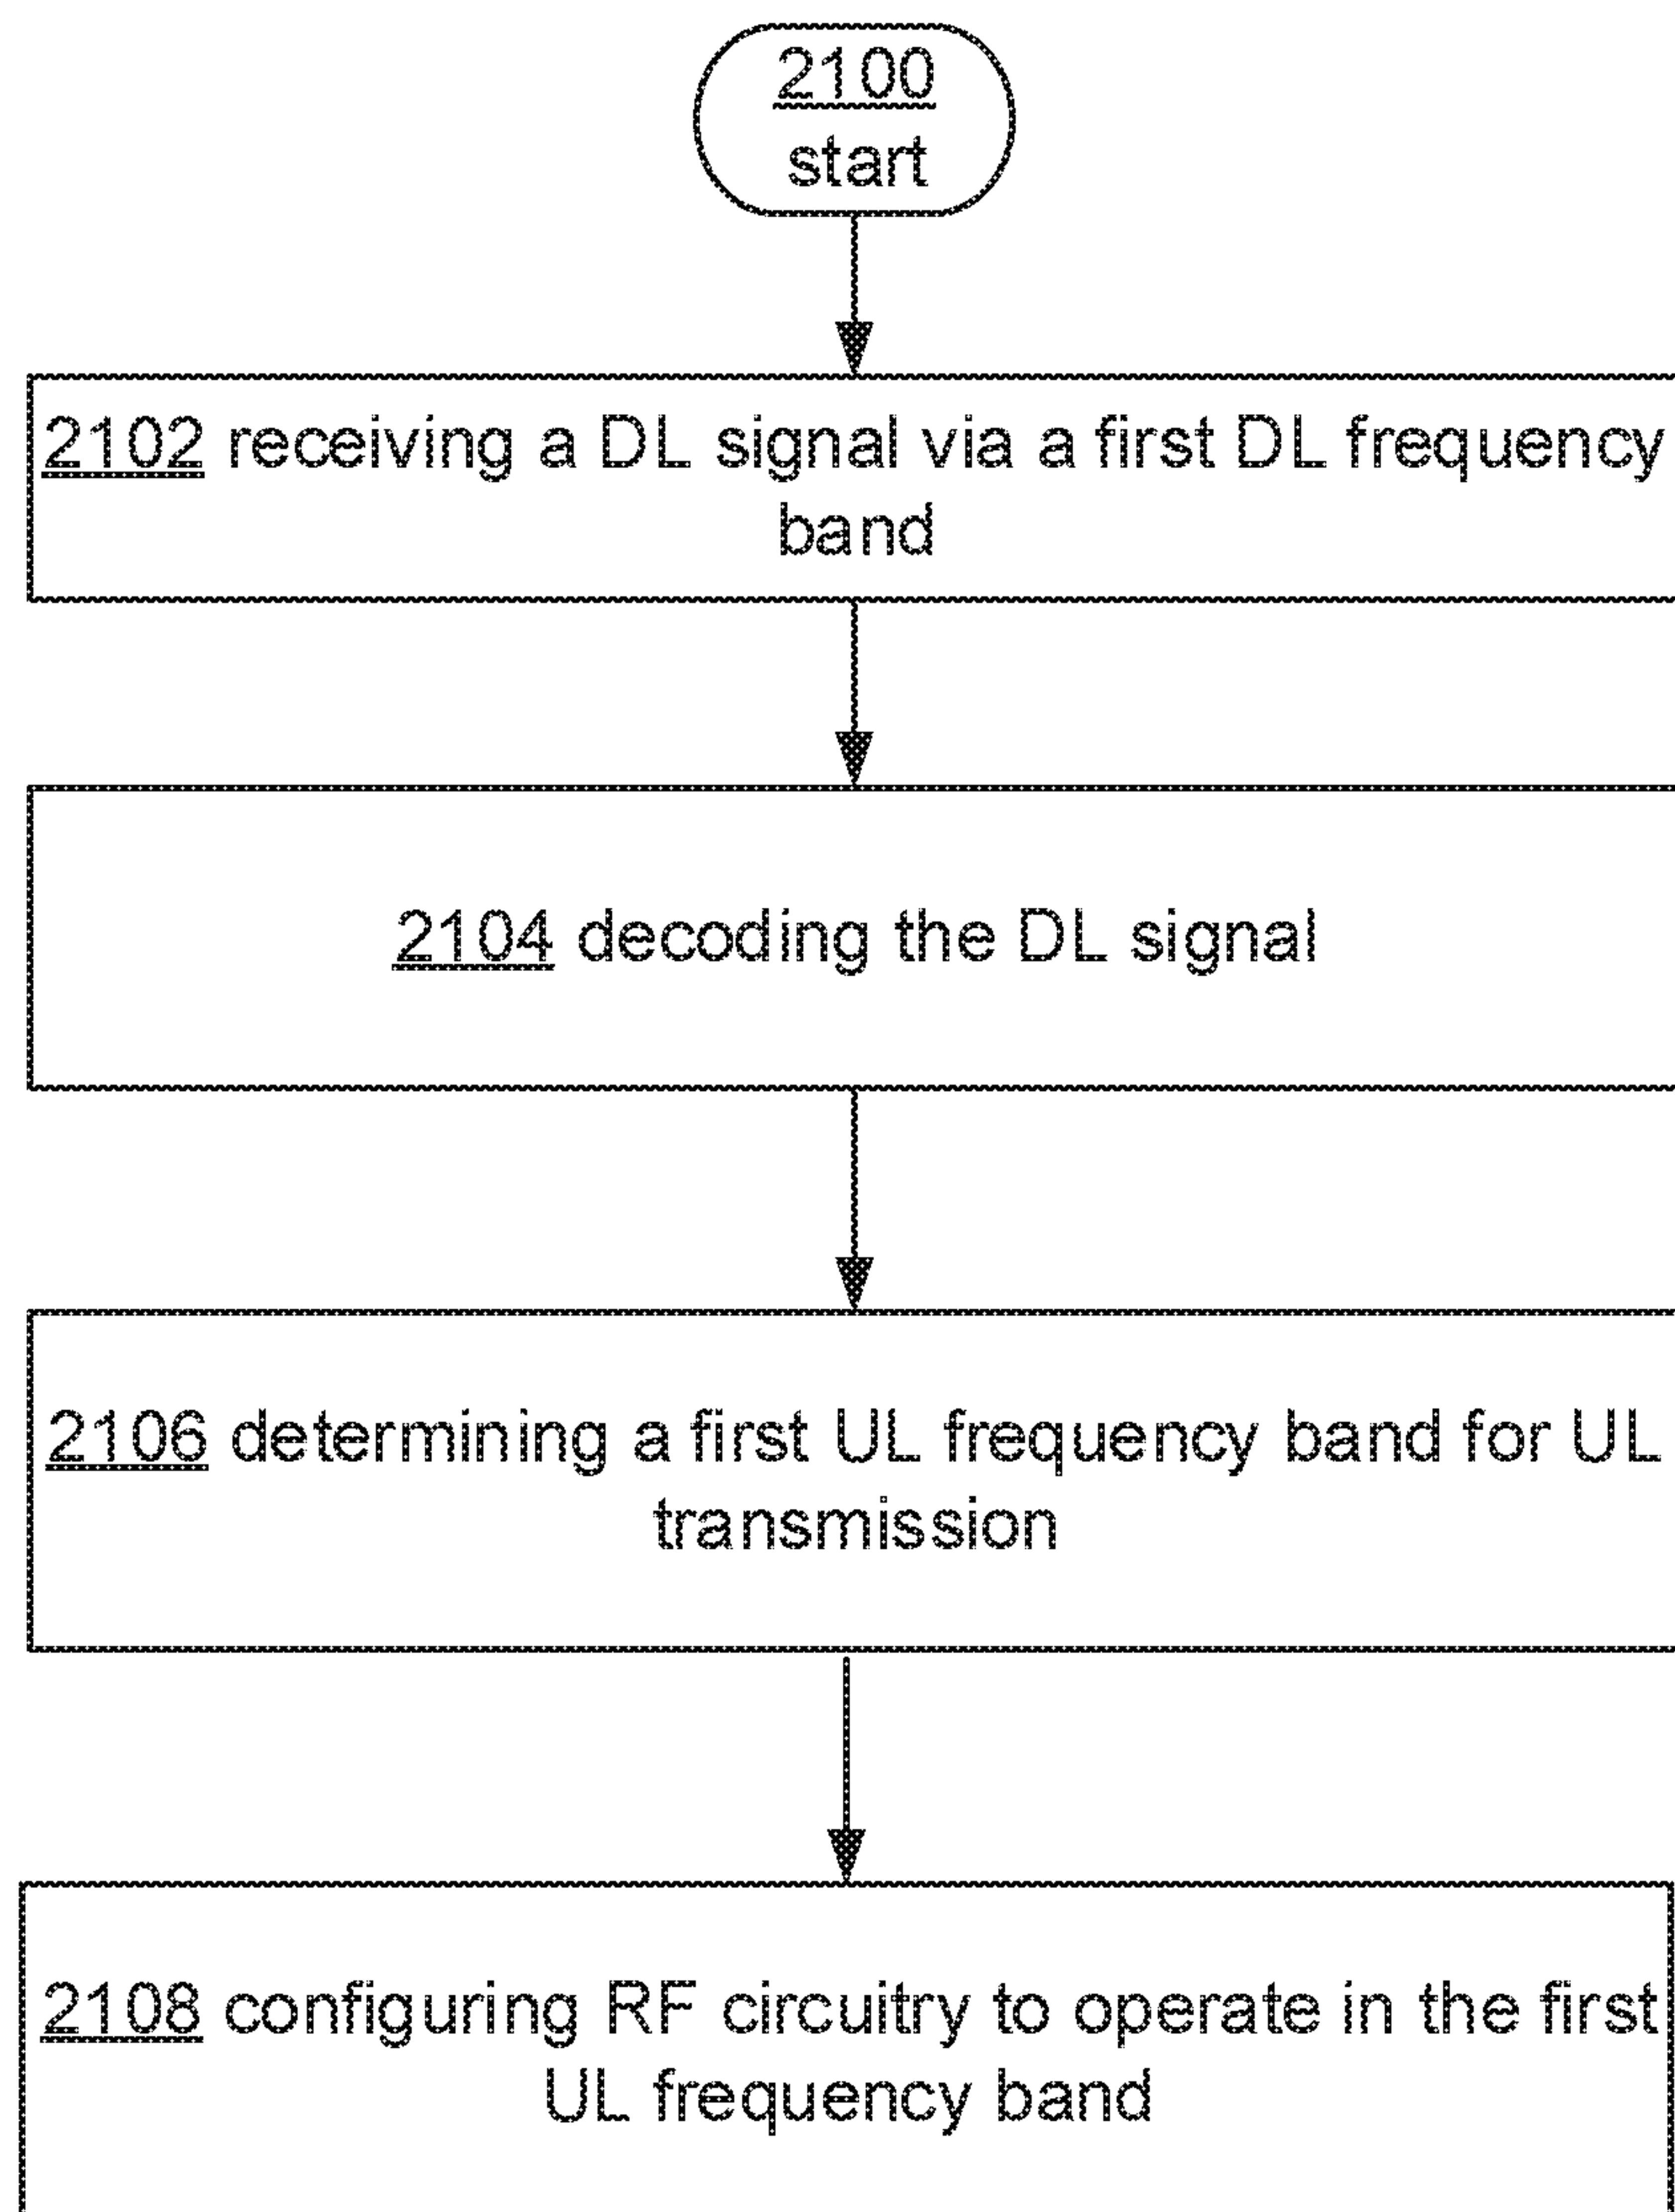 2100
start
2102 receiving a DL signal via a first DL frequency
band
2104 decoding the DL signal
2106 determining a first UL frequency band for UL
transmission
2108 configuring RF circuitry to operate in the first
UL frequency band